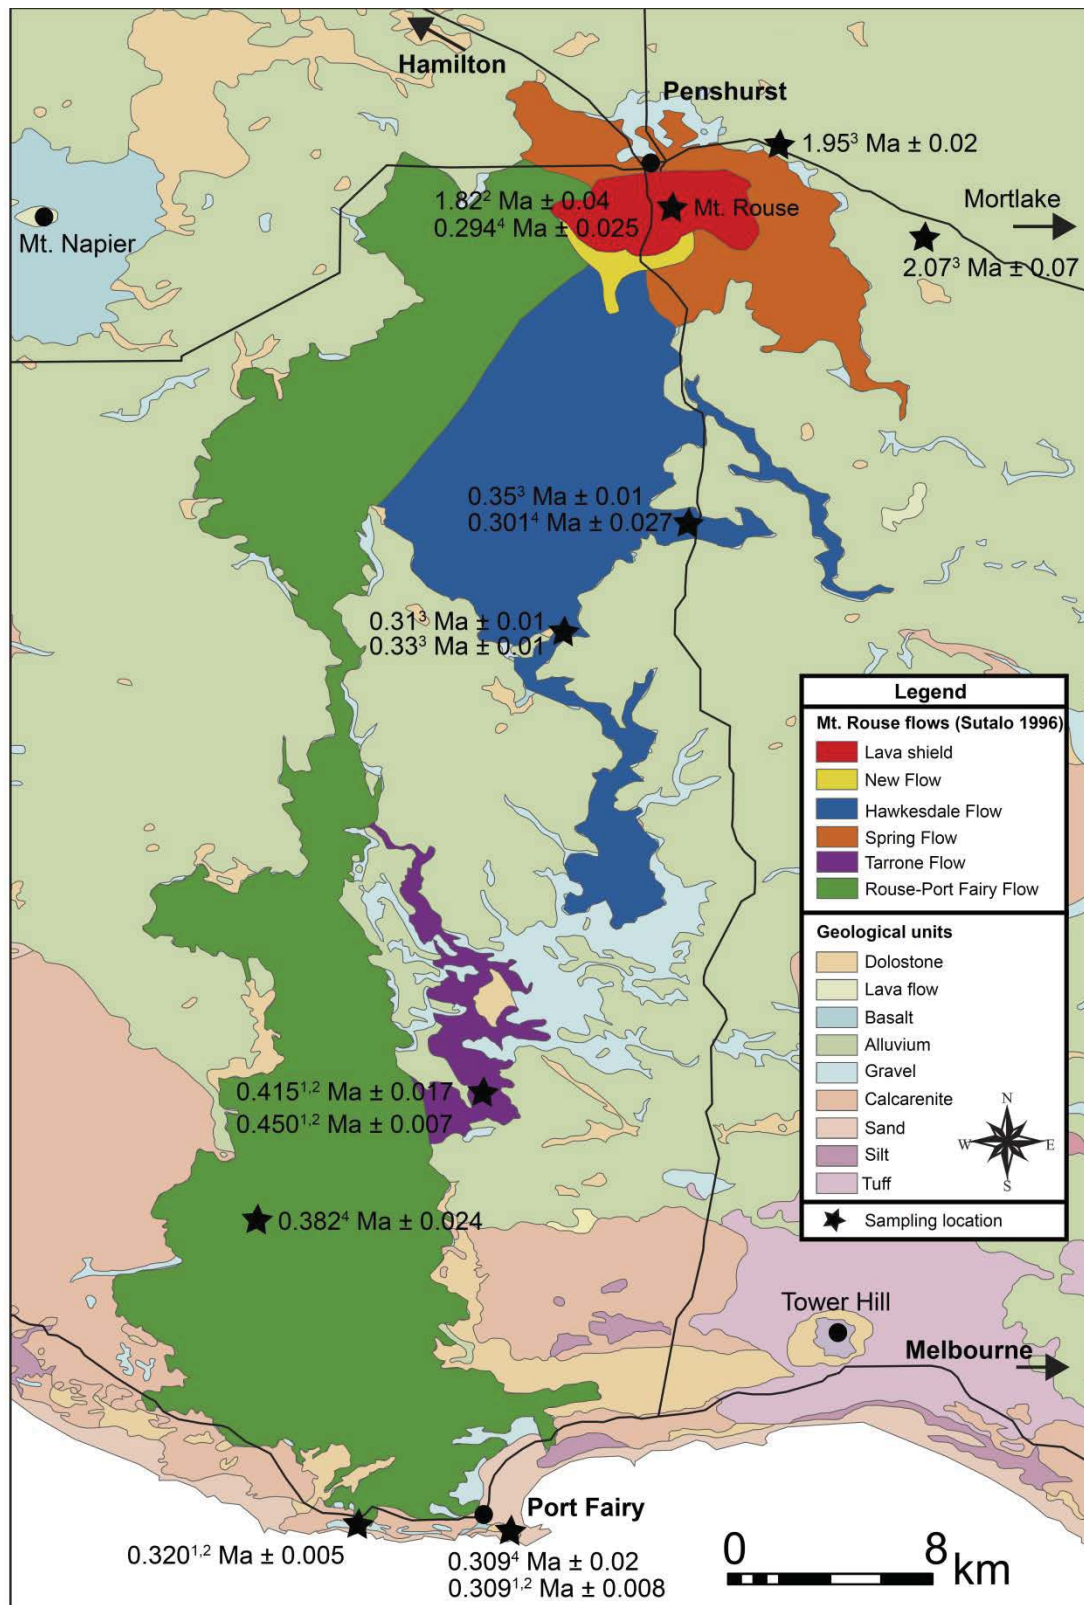 Hamilton
Penshurst
1.95³ Ma ± 0.02
1.82² Ma ± 0.04
0.294⁴ Ma ± 0.025
Mt. Rouse
Mortlake
Mt. Napier
2.07³ Ma ± 0.07
0.35³ Ma ± 0.01
0.301⁴ Ma ± 0.027
0.31³ Ma ± 0.01
0.33³ Ma ± 0.01
Legend
Mt. Rouse flows (Sutalo 1996)
Lava shield
New Flow
Hawkesdale Flow
Spring Flow
Tarrone Flow
Rouse-Port Fairy Flow
Geological units
Dolostone
Lava flow
Basalt
Alluvium
Gravel
Calcarenite
Sand
Silt
Tuff
N
W
E
S
Sampling location
0.415¹,² Ma ± 0.017
0.450¹,² Ma ± 0.007
0.382⁴ Ma ± 0.024
Tower Hill
Melbourne
Port Fairy
0.320¹,² Ma ± 0.005
0.309⁴ Ma ± 0.02
0.309¹,² Ma ± 0.008
0 8
km